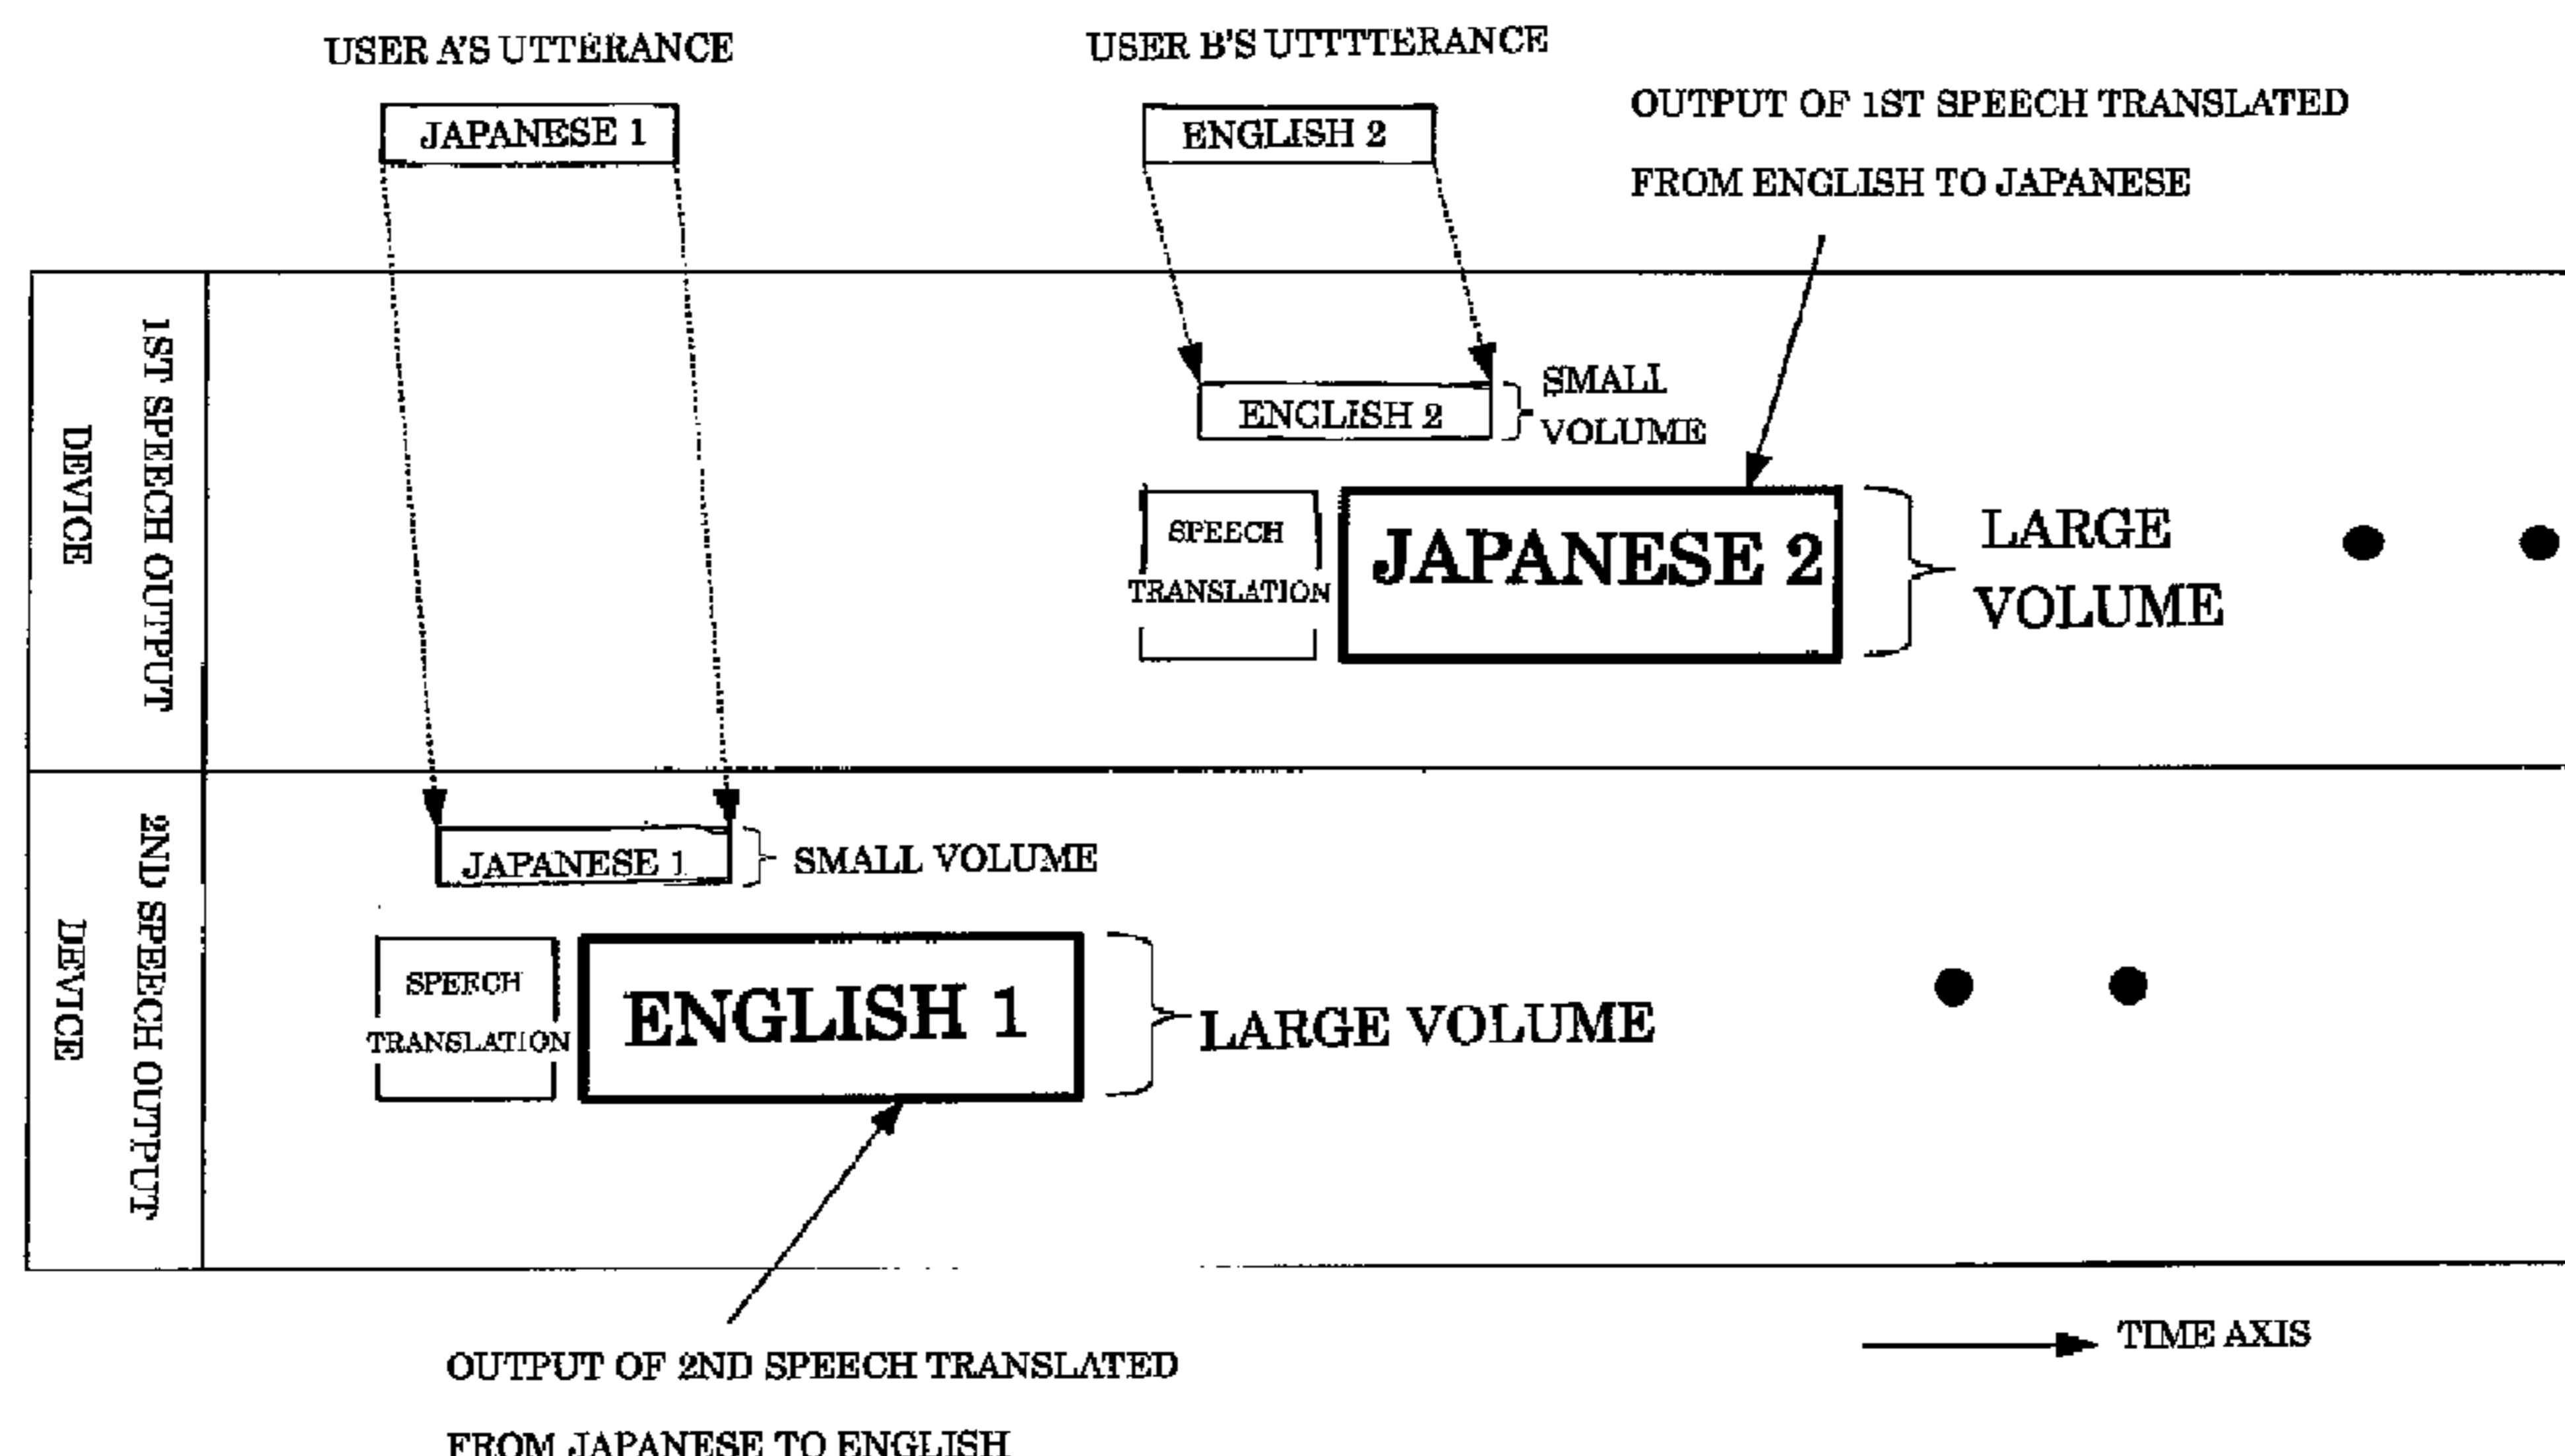 USER A'S UTTERANCE
USER B'S UTTTTERANCE
JAPANESE 1
ENGLISH 2
OUTPUT OF 1ST SPEECH TRANSLATED
FROM ENGLISH TO JAPANESE
1ST SPEECH OUTPUT
DEVICE
ENGLISH 2
SMALL
VOLUME
SPEECH
TRANSLATION
JAPANESE 2
LARGE
VOLUME
2ND SPEECH OUTPUT
DEVICE
JAPANESE 1
SMALL VOLUME
SPEECH
TRANSLATION
ENGLISH 1
LARGE VOLUME
TIME AXIS
OUTPUT OF 2ND SPEECH TRANSLATED
FROM JAPANESE TO ENGLISH